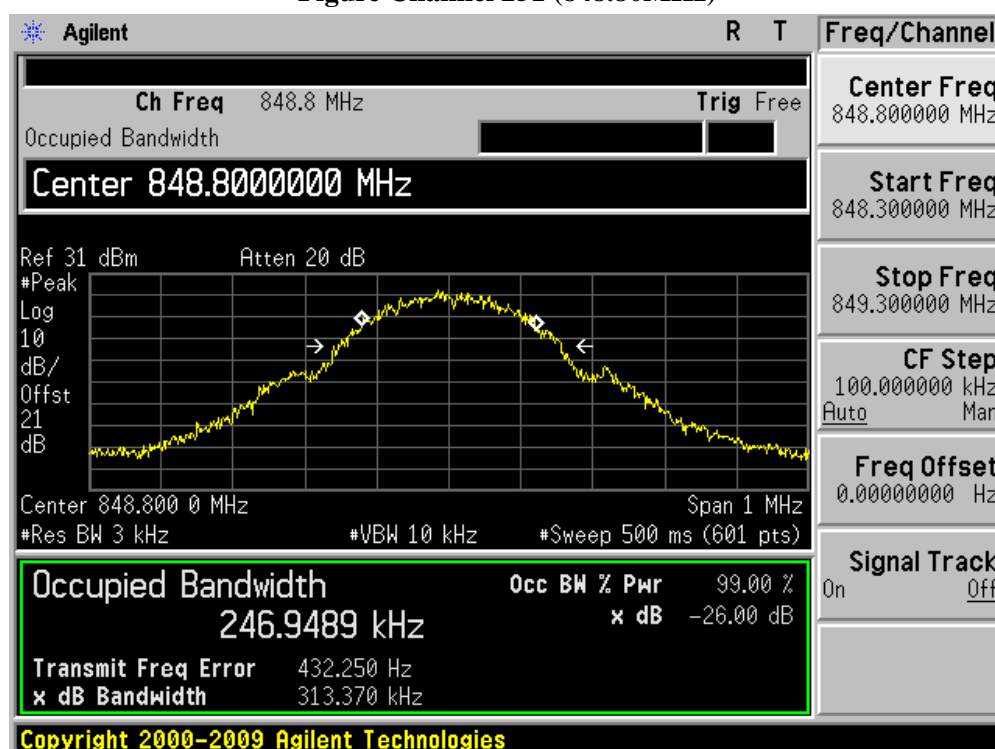 Figure Channel 251 (848.80MHz)
Agilent R T Freq/Channel
Ch Freq 848.8 MHz Trig Free
Occupied Bandwidth
Center 848.8000000 MHz
Ref 31 dBm Atten 20 dB
#Peak
Log
10
dB/
Offst
21
dB
Center 848.800 0 MHz Span 1 MHz
#Res BW 3 kHz #VBW 10 kHz #Sweep 500 ms (601 pts)
Occupied Bandwidth Occ BW % Pwr 99.00 %
246.9489 kHz x dB -26.00 dB
Transmit Freq Error 432.250 Hz
x dB Bandwidth 313.370 kHz
Copyright 2000-2009 Agilent Technologies
Center Freq
848.800000 MHz
Start Freq
848.300000 MHz
Stop Freq
849.300000 MHz
CF Step
100.000000 kHz
Auto Man
Freq Offset
0.00000000 Hz
Signal Track
On Off